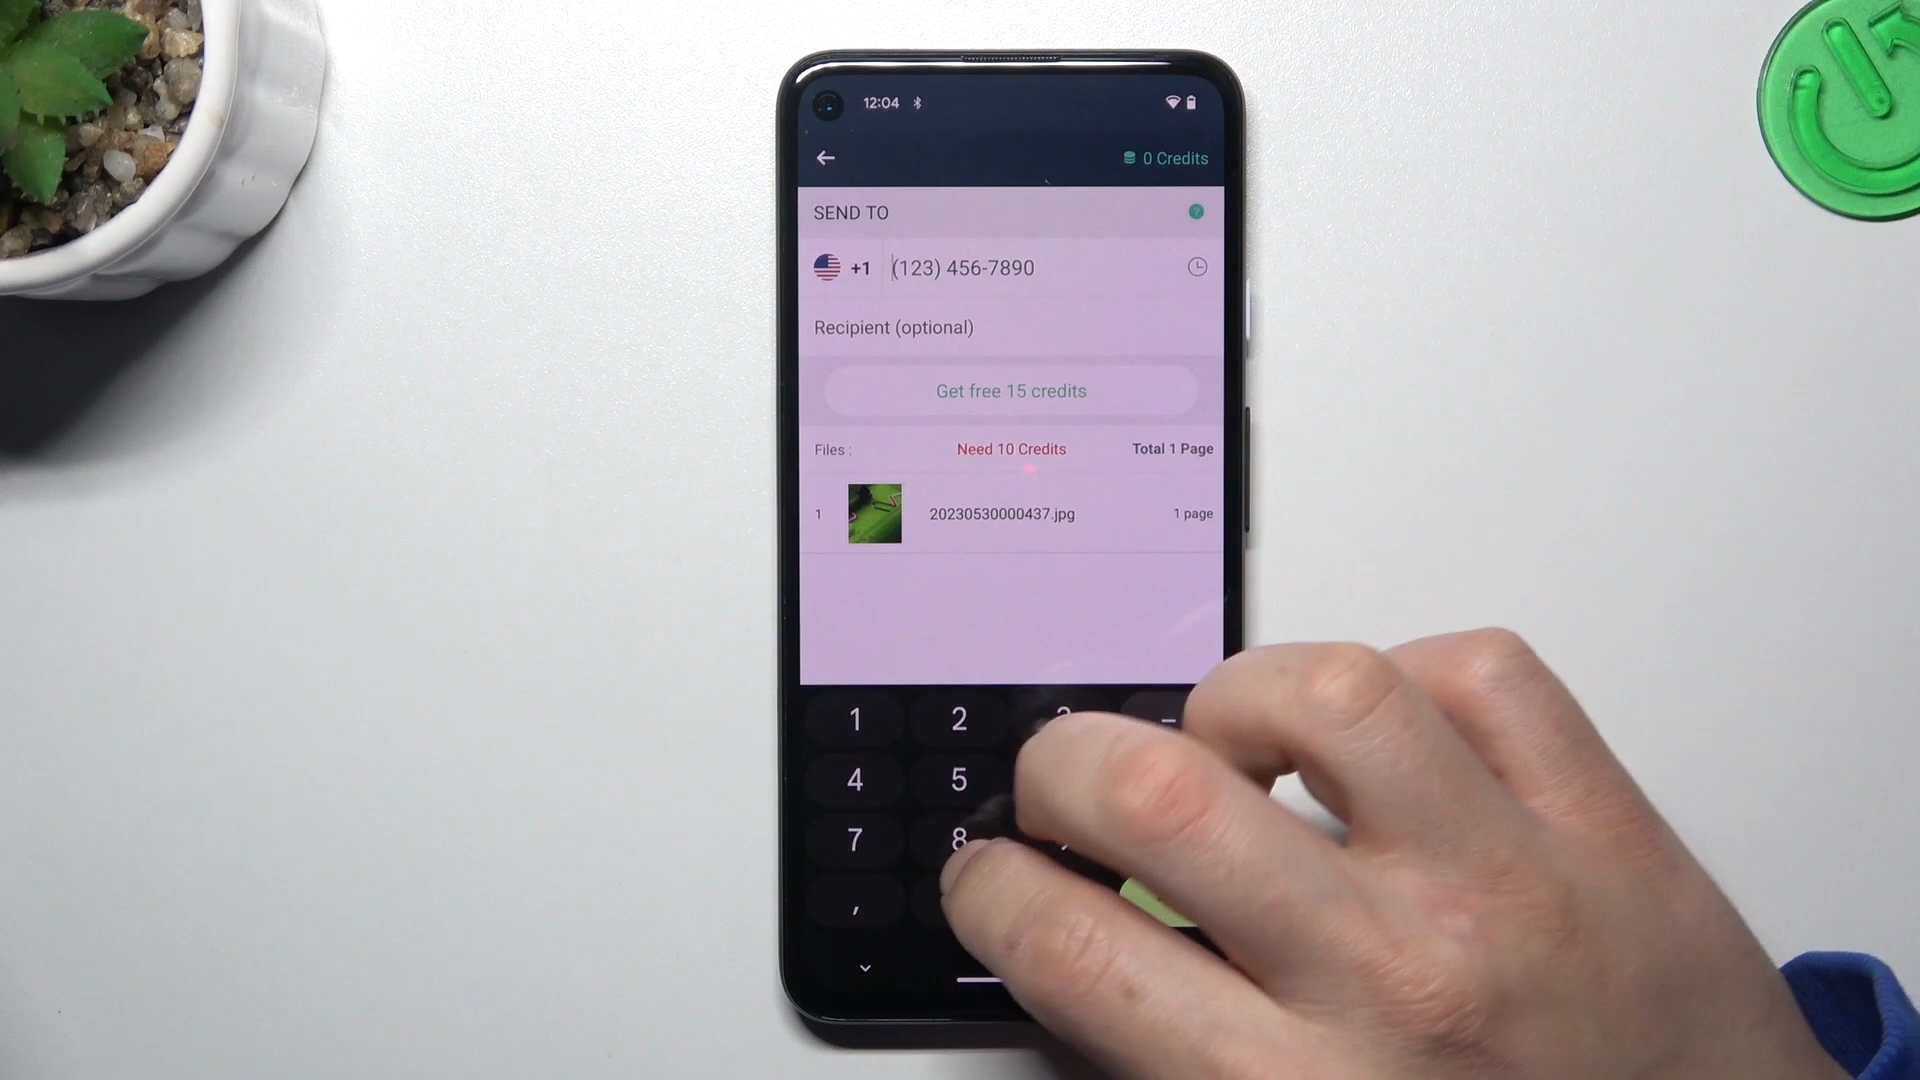 12:04
0 Credits
SEND TO
?
+1 (123) 456-7890
Recipient (optional)
Get free 15 credits
Files : Need 10 Credits Total 1 Page
1 20230530000437.jpg 1 page
1 2 3 –
4 5
7 8
,